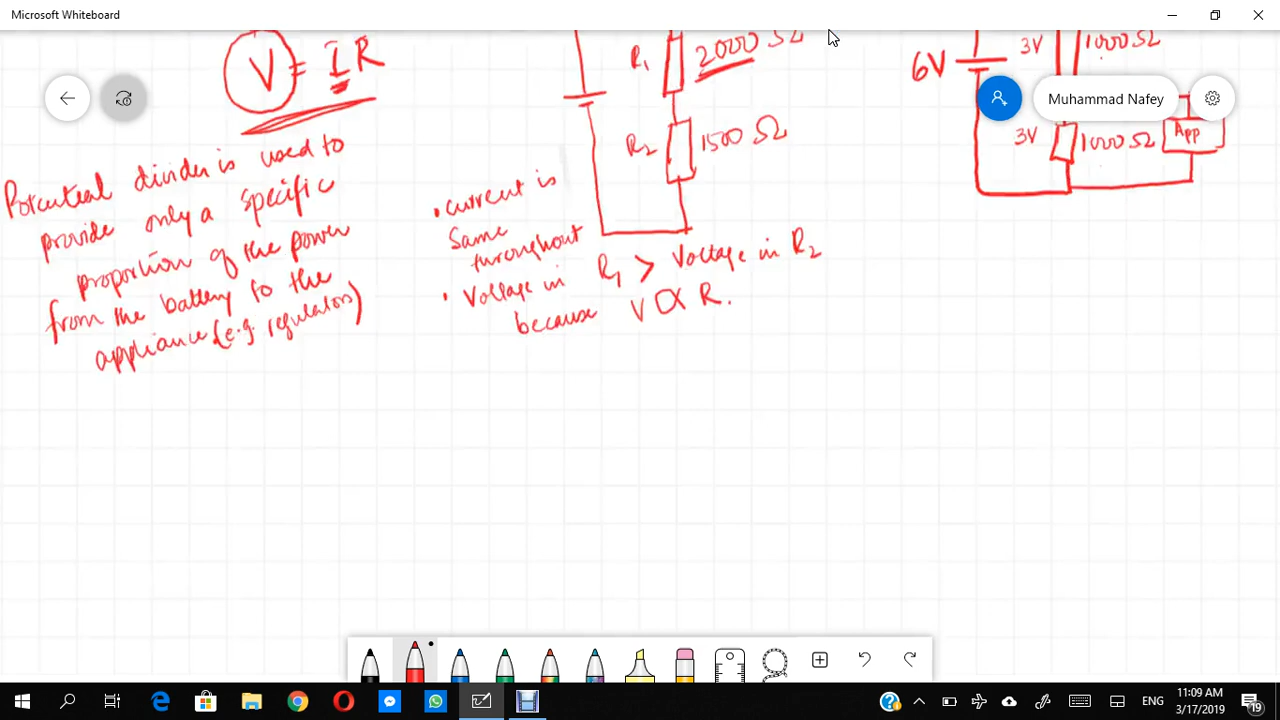 Microsoft Whiteboard
V = IR
Potential divider is used to
provide only a specific
proportion of the power
from the battery to the
appliance (e.g. regulators)
R1
2000 Ω
R2
1500 Ω
• current is
same
throughout
• Voltage in R1 > Voltage in R2
because V ∝ R.
6V
3V
1000 Ω
3V
1000 Ω
App
Muhammad Nafey
ENG
11:09 AM
3/17/2019
19